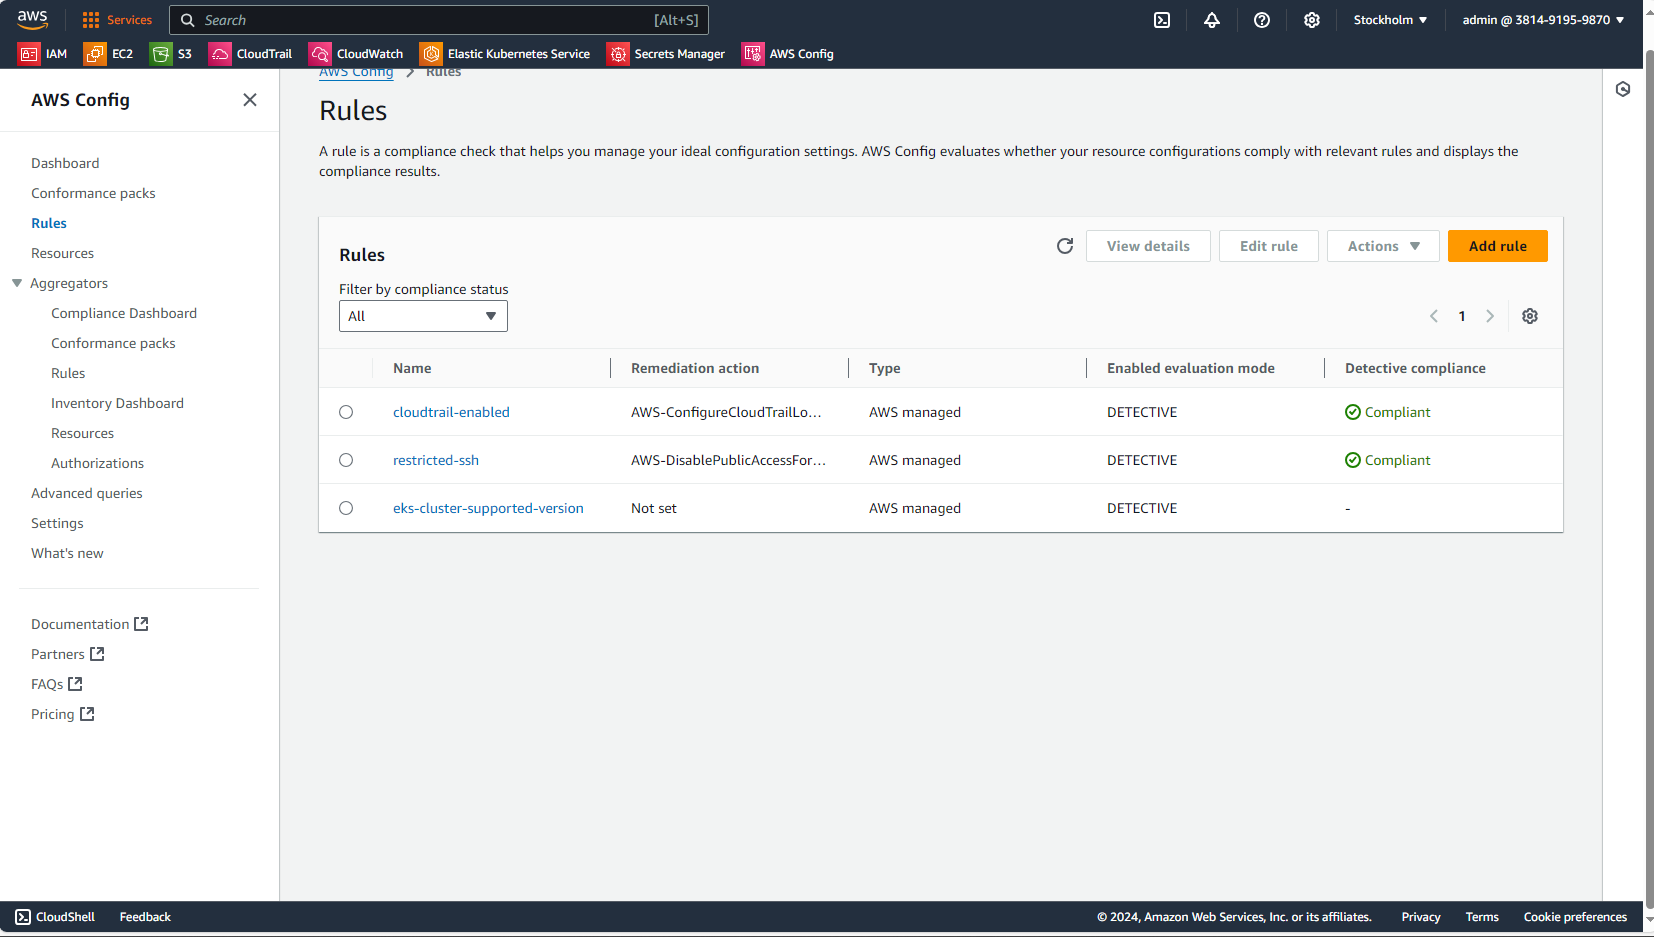 aws Services Search [Alt+S] Stockholm ▼ admin @ 3814-9195-9870 ▼
IAM EC2 S3 CloudTrail CloudWatch Elastic Kubernetes Service Secrets Manager AWS Config
AWS Config > Rules
AWS Config
Dashboard
Conformance packs
Rules
Resources
Aggregators
Compliance Dashboard
Conformance packs
Rules
Inventory Dashboard
Resources
Authorizations
Advanced queries
Settings
What's new
Documentation
Partners
FAQs
Pricing
Rules
A rule is a compliance check that helps you manage your ideal configuration settings. AWS Config evaluates whether your resource configurations comply with relevant rules and displays the
compliance results.
Rules
View details Edit rule Actions ▼ Add rule
Filter by compliance status
All
< 1 >
Name Remediation action Type Enabled evaluation mode Detective compliance
cloudtrail-enabled AWS-ConfigureCloudTrailLo... AWS managed DETECTIVE Compliant
restricted-ssh AWS-DisablePublicAccessFor... AWS managed DETECTIVE Compliant
eks-cluster-supported-version Not set AWS managed DETECTIVE -
CloudShell Feedback © 2024, Amazon Web Services, Inc. or its affiliates. Privacy Terms Cookie preferences